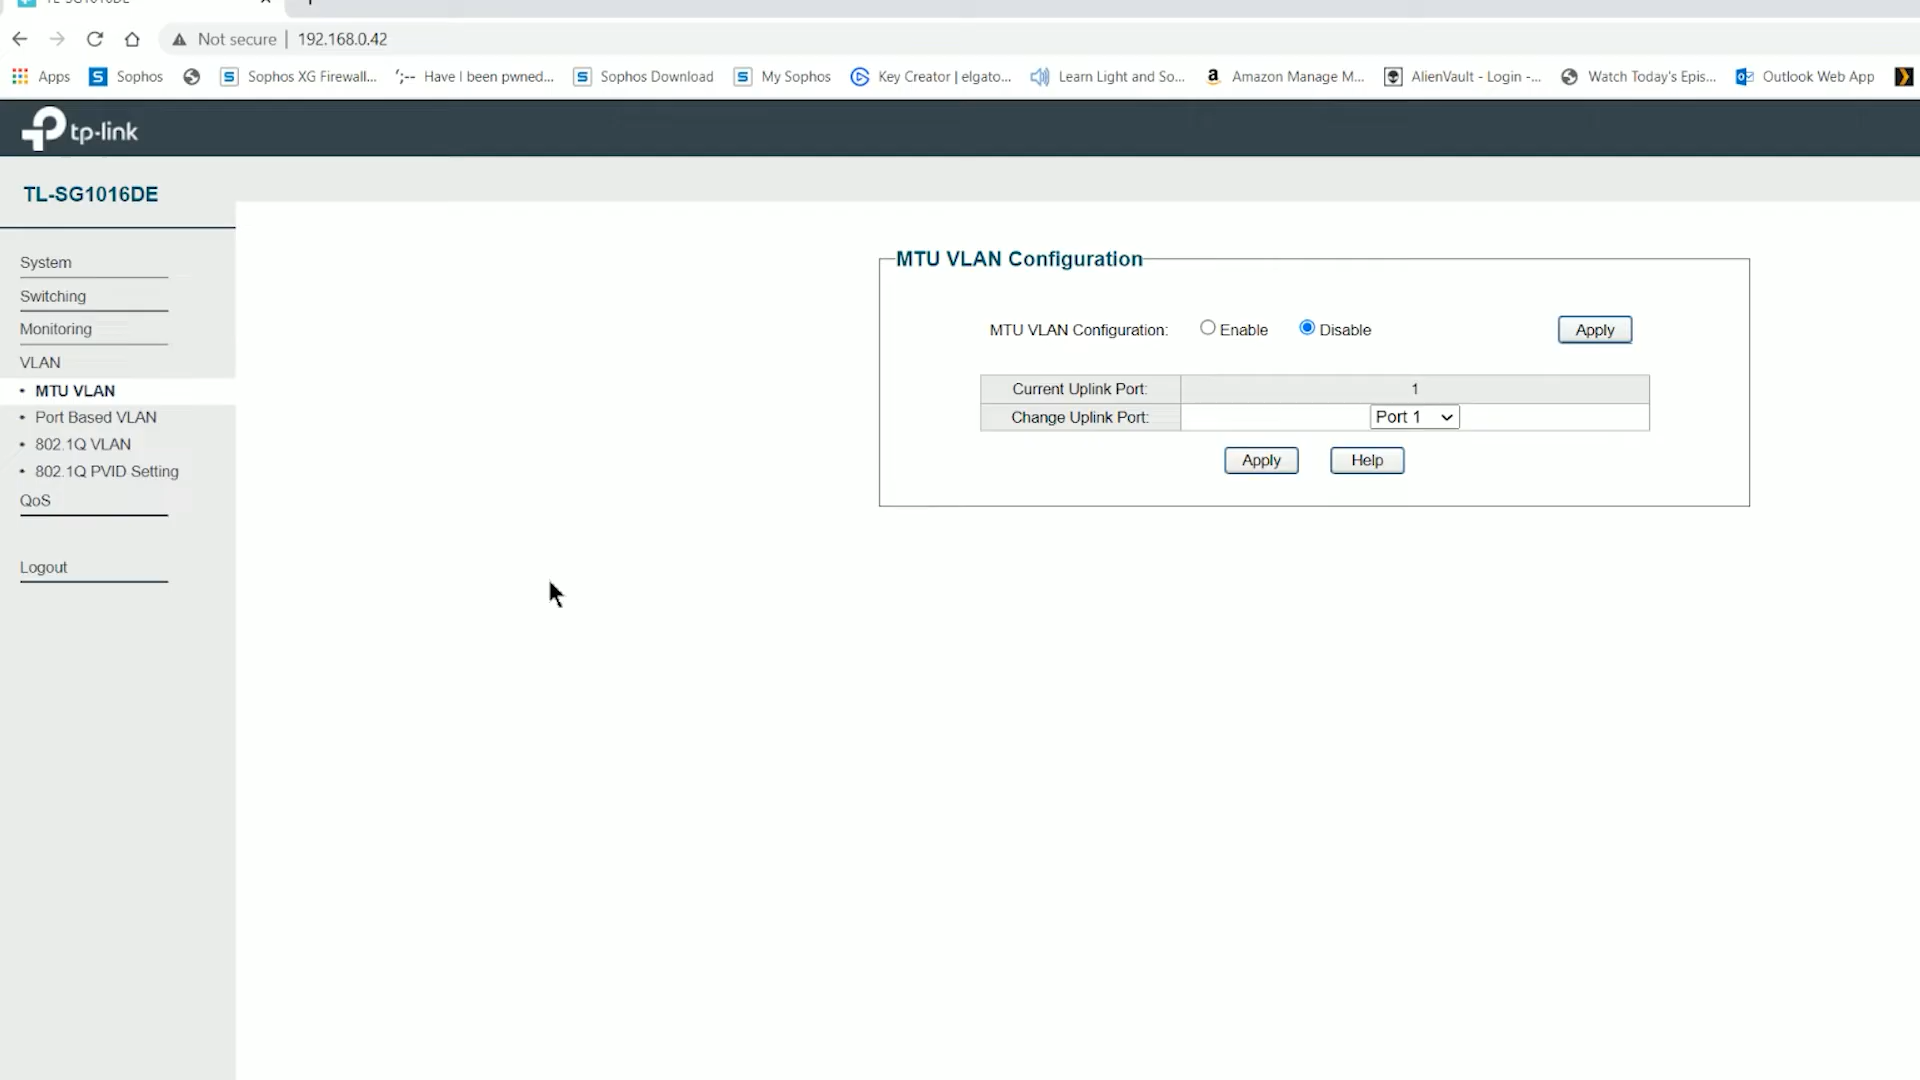 Not secure | 192.168.0.42
Apps Sophos Sophos XG Firewall... Have I been pwned... Sophos Download My Sophos Key Creator | elgato... Learn Light and So... Amazon Manage M... AlienVault - Login -... Watch Today's Epis... Outlook Web App
tp-link
TL-SG1016DE
System
Switching
Monitoring
VLAN
• MTU VLAN
• Port Based VLAN
• 802.1Q VLAN
• 802.1Q PVID Setting
QoS
Logout
MTU VLAN Configuration
MTU VLAN Configuration: Enable Disable Apply
Current Uplink Port: 1
Change Uplink Port: Port 1
Apply Help